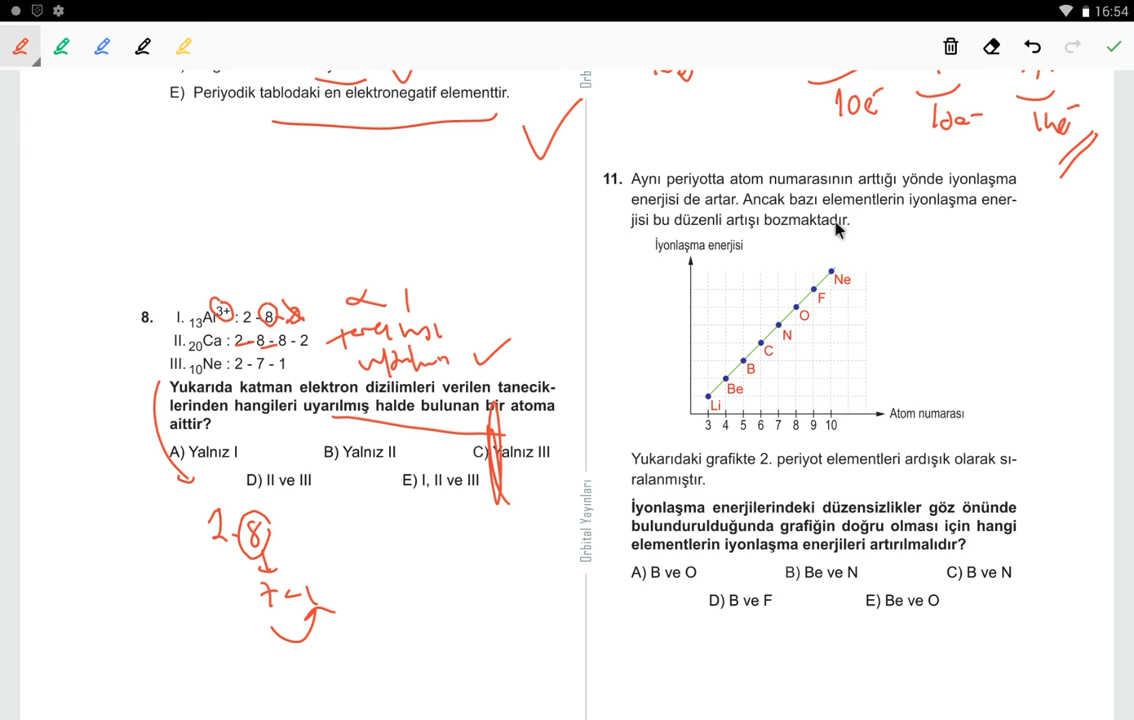 16:54
E) Periyodik tablodaki en elektronegatif elementtir.
8. I. 13Al3+ : 2 - 8
II. 20Ca : 2 - 8 - 8 - 2
III. 10Ne : 2 - 7 - 1
Yukarıda katman elektron dizilimleri verilen tanecik-
lerinden hangileri uyarılmış halde bulunan bir atoma
aittir?
A) Yalnız I B) Yalnız II C) Yalnız III
D) II ve III E) I, II ve III
2 - 8
7 - 1
Orbital Yayınları
10e-
11. Aynı periyotta atom numarasının arttığı yönde iyonlaşma
enerjisi de artar. Ancak bazı elementlerin iyonlaşma ener-
jisi bu düzenli artışı bozmaktadır.
İyonlaşma enerjisi
Ne
F
O
N
C
B
Be
Li
3 4 5 6 7 8 9 10
Atom numarası
Yukarıdaki grafikte 2. periyot elementleri ardışık olarak sı-
ralanmıştır.
İyonlaşma enerjilerindeki düzensizlikler göz önünde
bulundurulduğunda grafiğin doğru olması için hangi
elementlerin iyonlaşma enerjileri artırılmalıdır?
A) B ve O B) Be ve N C) B ve N
D) B ve F E) Be ve O